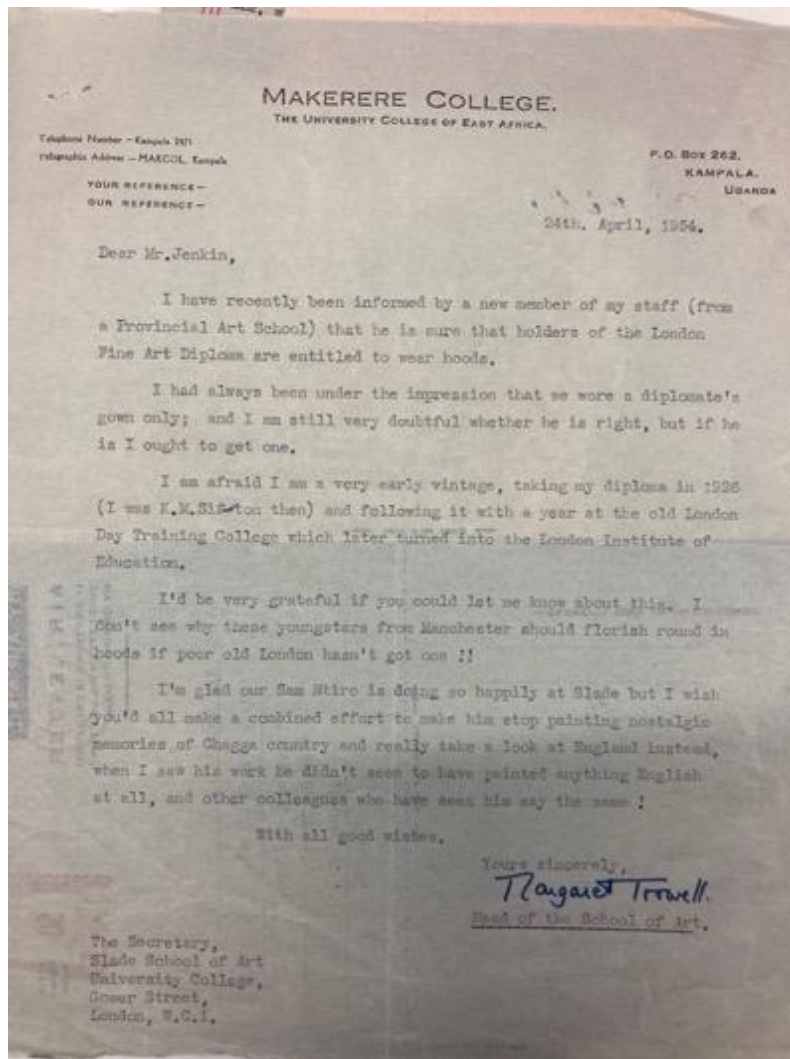 MAKERERE COLLEGE.
THE UNIVERSITY COLLEGE OF EAST AFRICA.
Telephone Number – Kampala
Telegraphic Address – MAKCOL, Kampala
P.O. BOX 262,
KAMPALA.
UGANDA
YOUR REFERENCE –
OUR REFERENCE –
24th. April, 1954.
Dear Mr.Jenkin,
I have recently been informed by a new member of my staff (from
a Provincial Art School) that he is sure that holders of the London
Fine Art Diploma are entitled to wear hoods.
I had always been under the impression that we wore a diplomate's
gown only; and I am still very doubtful whether he is right, but if he
is I ought to get one.
I am afraid I am a very early vintage, taking my diploma in 1926
(I was K.M.Sifton then) and following it with a year at the old London
Day Training College which later turned into the London Institute of
Education.
I'd be very grateful if you could let me know about this. I
don't see why these youngsters from Manchester should florish round in
hoods if poor old London hasn't got one !!
I'm glad our Sam Ntiro is doing so happily at Slade but I wish
you'd all make a combined effort to make him stop painting nostalgic
memories of Chagga country and really take a look at England instead,
when I saw his work he didn't seem to have painted anything English
at all, and other colleagues who have seen him say the same !
With all good wishes,
Yours sincerely,
Margaret Trowell.
Head of the School of Art.
The Secretary,
Slade School of Art
University College,
Gower Street,
London, W.C.1.
AIR LETTER